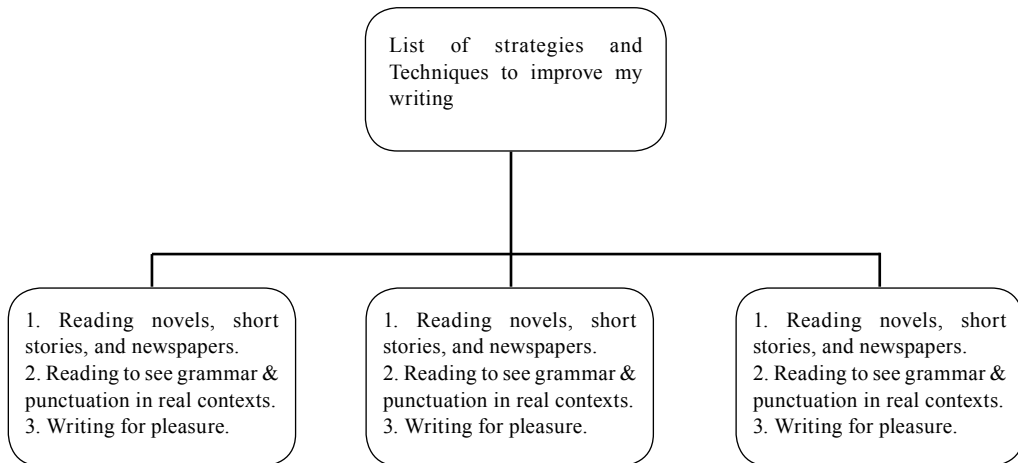 List of strategies and
Techniques to improve my
writing
1. Reading novels, short
stories, and newspapers.
2. Reading to see grammar &
punctuation in real contexts.
3. Writing for pleasure.
1. Reading novels, short
stories, and newspapers.
2. Reading to see grammar &
punctuation in real contexts.
3. Writing for pleasure.
1. Reading novels, short
stories, and newspapers.
2. Reading to see grammar &
punctuation in real contexts.
3. Writing for pleasure.